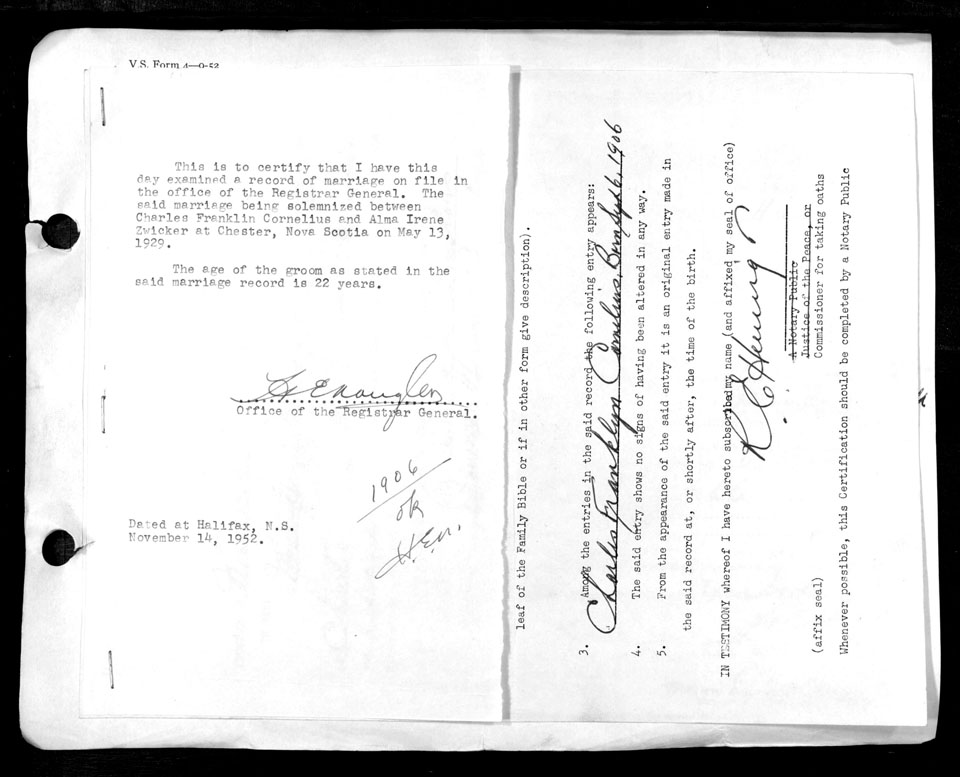 V.S. Form 4—9-52
This is to certify that I have this
day examined a record of marriage on file in
the office of the Registrar General. The
said marriage being solemnized between
Charles Franklin Cornelius and Alma Irene
Zwicker at Chester, Nova Scotia on May 13,
1929.
The age of the groom as stated in the
said marriage record is 22 years.
Office of the Registrar General.
1906
ok
H.E.M.
Dated at Halifax, N.S.
November 14, 1952.
leaf of the Family Bible or if in other form give description).
3. Among the entries in the said record the following entry appears:
Charles Franklyn Cornelius, Born 1906
4. The said entry shows no signs of having been altered in any way.
5. From the appearance of the said entry it is an original entry made in
the said record at, or shortly after, the time of the birth.
IN TESTIMONY whereof I have hereto subscribed my name (and affixed my seal of office)
R C Hennig
A Notary Public
Justice of the Peace, or
Commissioner for taking oaths
(affix seal)
Whenever possible, this Certification should be completed by a Notary Public